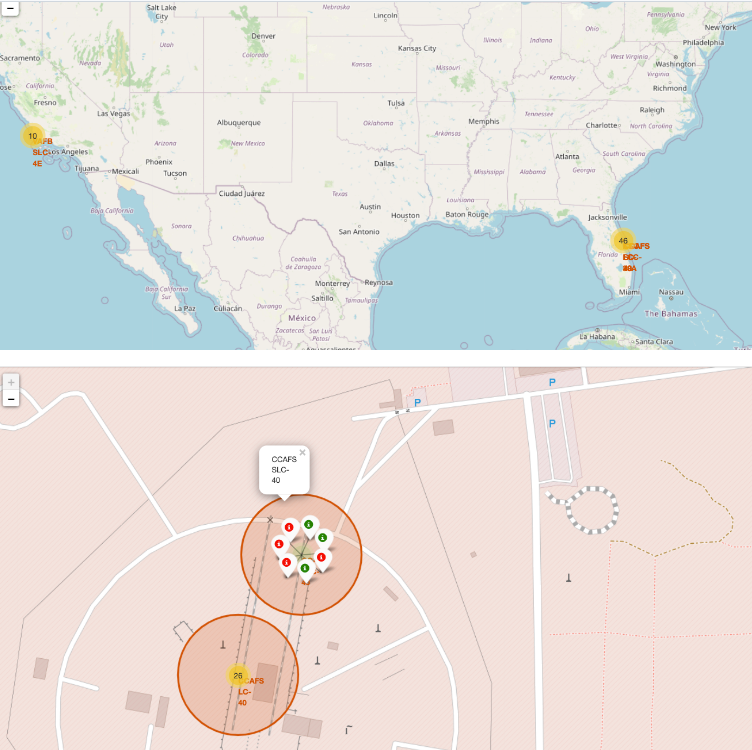 −
Salt Lake
City
Nebraska
Lincoln
Pennsylvania
New York
Philadelphia
Denver
Utah
Colorado
Nevada
Sacramento
Kansas City
Illinois
Indiana
Ohio
West Virginia
Washington
Kansas
Missouri
Kentucky
Virginia
Richmond
California
Fresno
Las Vegas
Tulsa
Raleigh
Tennessee
Charlotte
North Carolina
10
Los Angeles
SLC-
4E
Albuquerque
Arizona
New Mexico
Oklahoma
Arkansas
Memphis
Phoenix
Tucson
Tijuana
Mexicali
Dallas
Atlanta
South Carolina
Mississippi
Alabama
Georgia
Ciudad Juárez
Texas
Louisiana
Austin
Houston
Baton Rouge
San Antonio
Jacksonville
Baja California
Sonora
Chihuahua
46
Florida
Coahuila
de Zaragoza
Monterrey
Reynosa
Saltillo
Tamaulipas
Miami
Nassau
The Bahamas
Baja California
Sur
La Paz
Culiacán
Durango
México
Zacatecas
San Luis
Potosí
Aguascalientes
La Habana
Santa Clara
+
−
P
P
P
CCAFS
SLC-
40
×
26
CCAFS
LC-
40